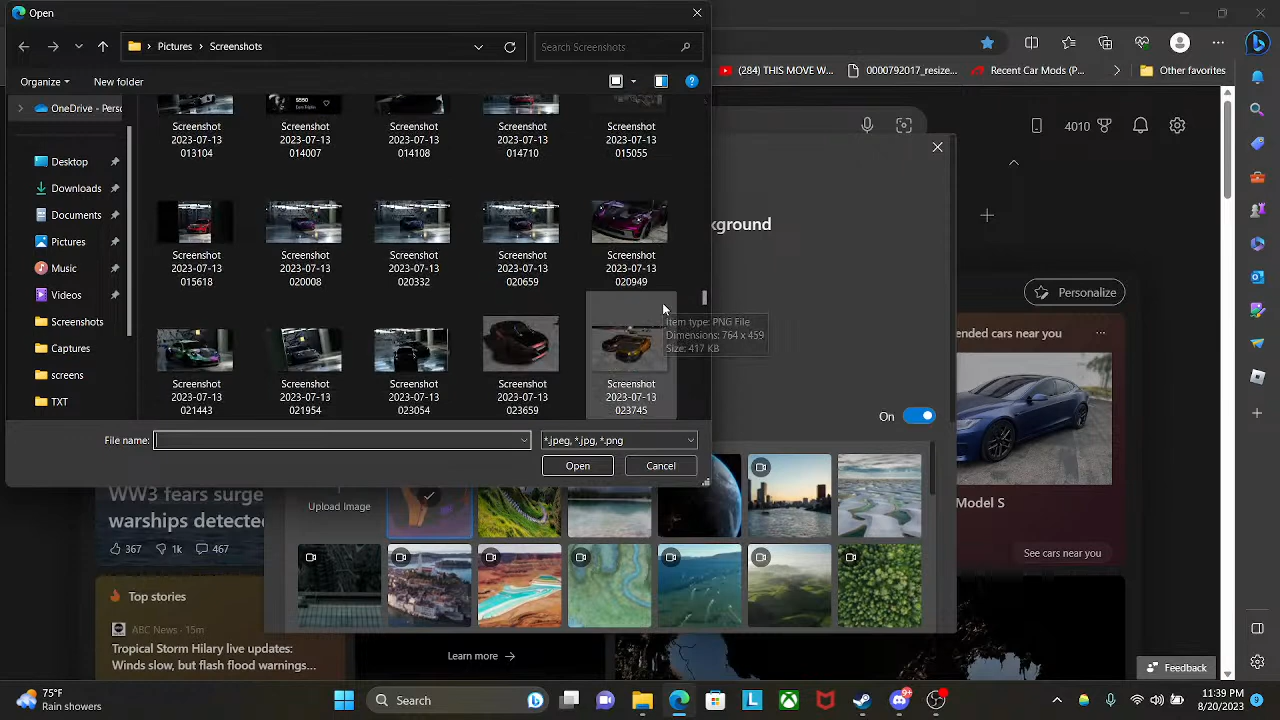 Open
Pictures
Screenshots
Search Screenshots
Organize
New folder
(284) THIS MOVE W...
0000792017_resize...
Recent Car Mods (P...
Other favorites
OneDrive - Perso
Desktop
Downloads
Documents
Pictures
Music
Videos
Screenshots
Captures
screens
TXT
$550
Screenshot
2023-07-13
013104
Screenshot
2023-07-13
014007
Screenshot
2023-07-13
014108
Screenshot
2023-07-13
014710
Screenshot
2023-07-13
015055
Screenshot
2023-07-13
015618
Screenshot
2023-07-13
020008
Screenshot
2023-07-13
020332
Screenshot
2023-07-13
020659
Screenshot
2023-07-13
020949
Screenshot
2023-07-13
021443
Screenshot
2023-07-13
021954
Screenshot
2023-07-13
023054
Screenshot
2023-07-13
023659
Screenshot
2023-07-13
023745
Item type: PNG File
Dimensions: 764 x 459
Size: 417 KB
File name:
*.jpeg, *.jpg, *.png
Open
Cancel
4010
kground
Personalize
On
nded cars near you
Model S
See cars near you
Upload Image
WW3 fears surge
warships detected
367
1k
467
Top stories
ABC News · 15m
Tropical Storm Hilary live updates:
Winds slow, but flash flood warnings...
Learn more
Feedback
75°F
Rain showers
Search
L
9+
11:39 PM
8/20/2023
9